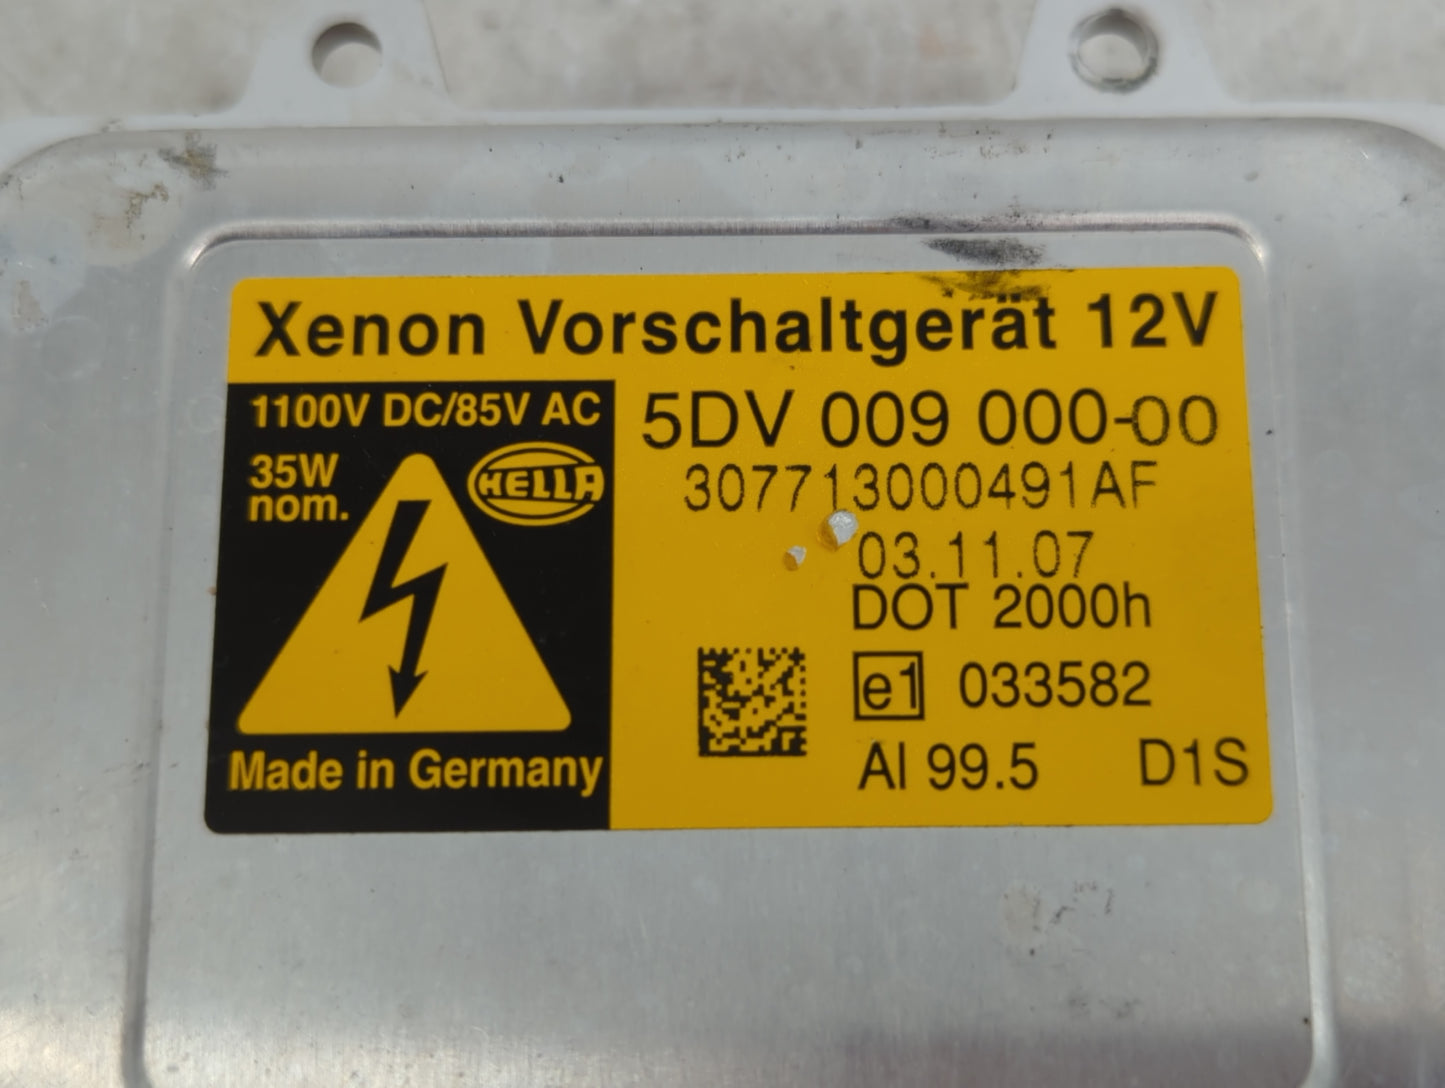 Xenon Vorschaltgerät 12V
1100V DC/85V AC
35W
nom.
HELLA
Made in Germany
5DV 009 000-00
307713000491AF
03.11.07
DOT 2000h
e1 033582
Al 99.5 D1S